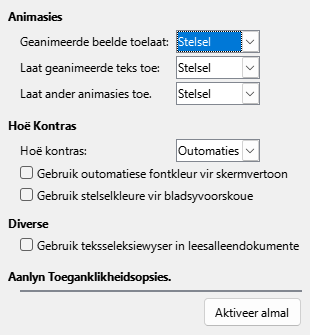 Animasies
Geanimeerde beelde toelaat: Stelsel
Laat geanimeerde teks toe: Stelsel
Laat ander animasies toe. Stelsel
Hoë Kontras
Hoë kontras: Outomaties
Gebruik outomatiese fontkleur vir skermvertoon
Gebruik stelselkleure vir bladsyvoorskoue
Diverse
Gebruik teksseleksiewyser in leesalleendokumente
Aanlyn Toeganklikheidsopsies.
Aktiveer almal